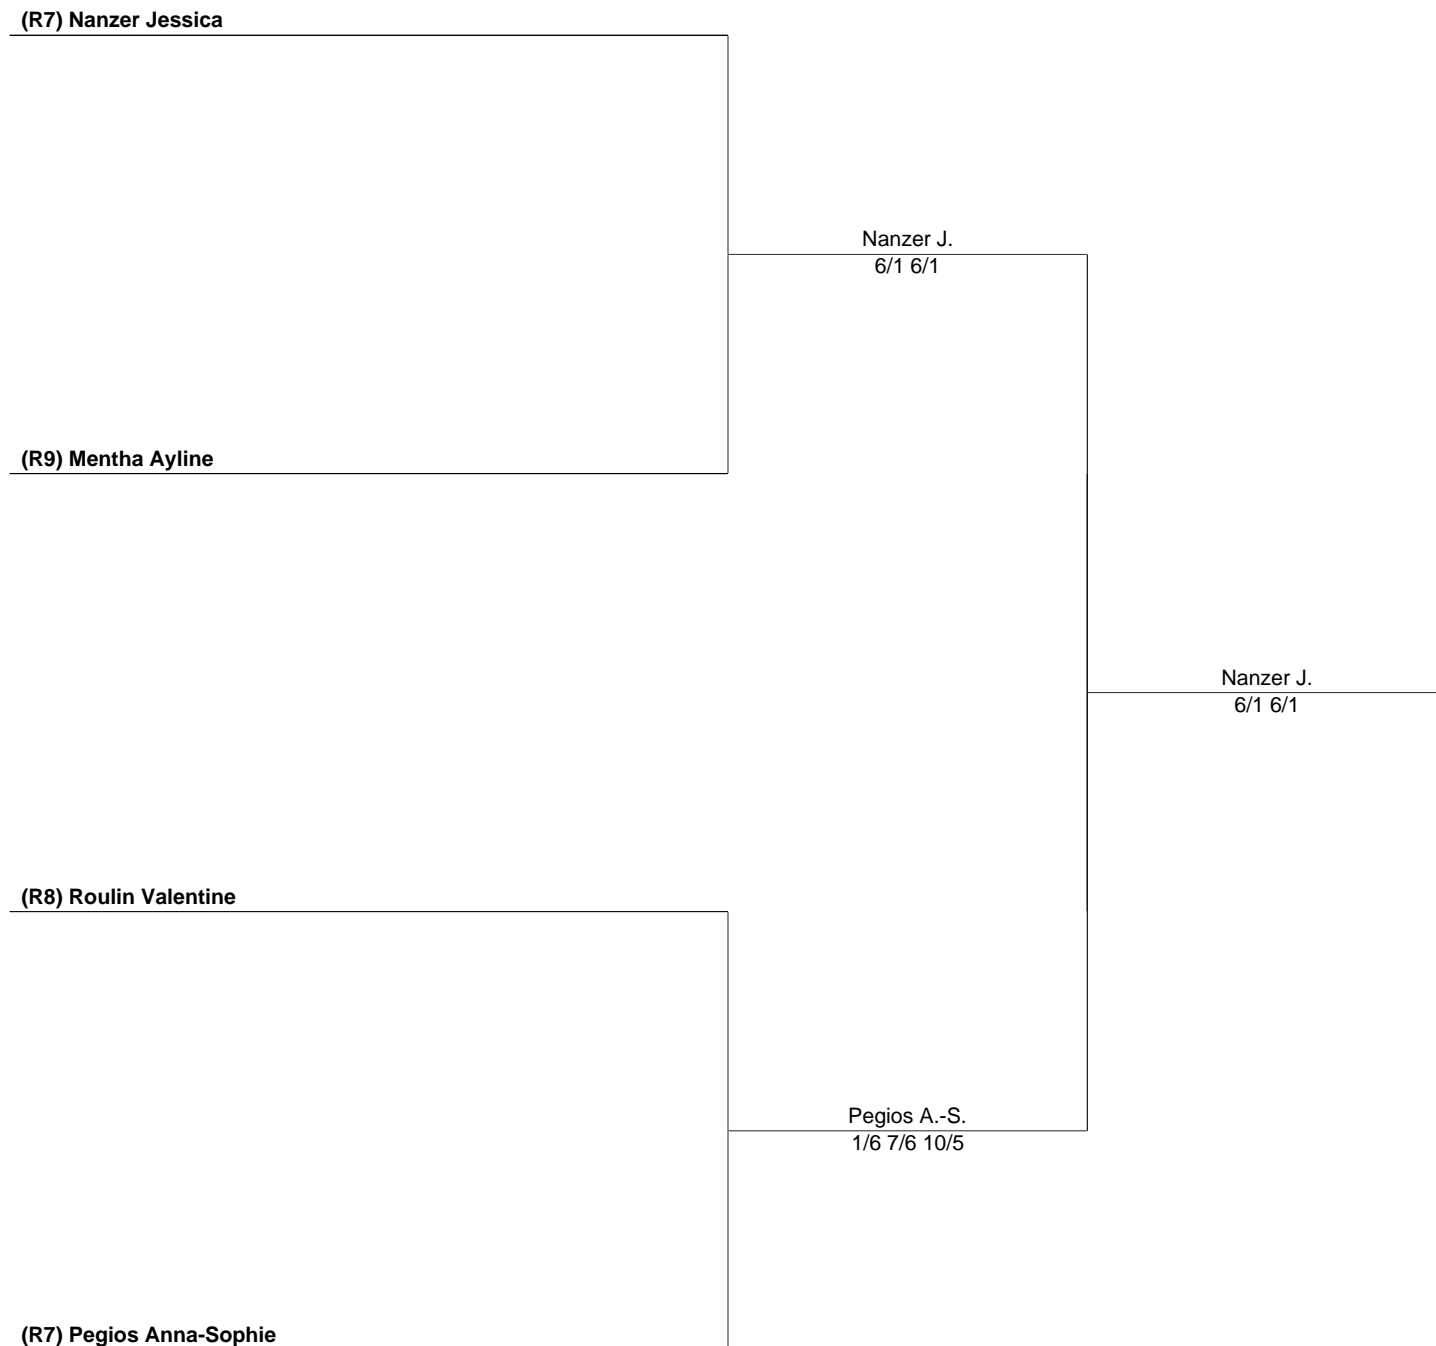 (R7) Nanzer Jessica
Nanzer J.
6/1 6/1
(R9) Mentha Ayline
Nanzer J.
6/1 6/1
(R8) Roulin Valentine
Pegios A.-S.
1/6 7/6 10/5
(R7) Pegios Anna-Sophie